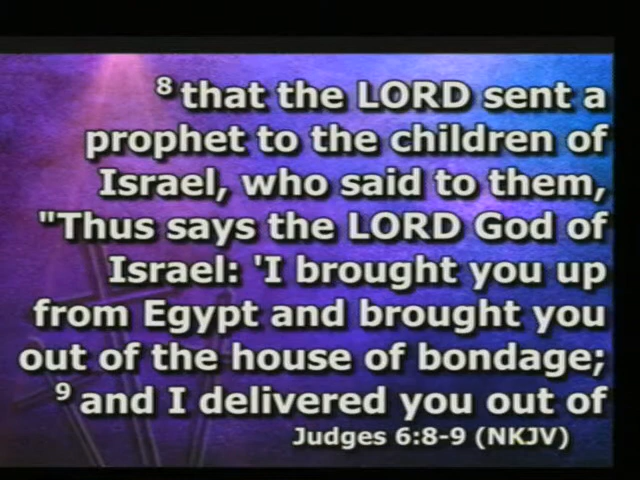 8 that the LORD sent a
prophet to the children of
Israel, who said to them,
"Thus says the LORD God of
Israel: 'I brought you up
from Egypt and brought you
out of the house of bondage;
9 and I delivered you out of
Judges 6:8-9 (NKJV)